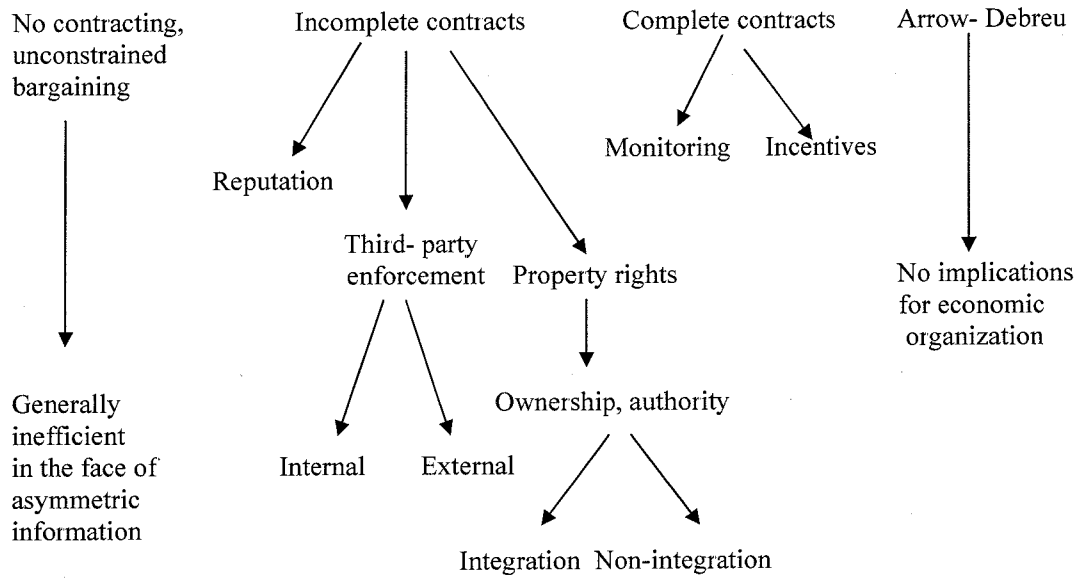 No contracting,
unconstrained
bargaining
Incomplete contracts
Complete contracts
Arrow- Debreu
Monitoring
Incentives
Reputation
Third- party
enforcement
Property rights
No implications
for economic
organization
Generally
inefficient
in the face of
asymmetric
information
Ownership, authority
Internal
External
Integration
Non-integration